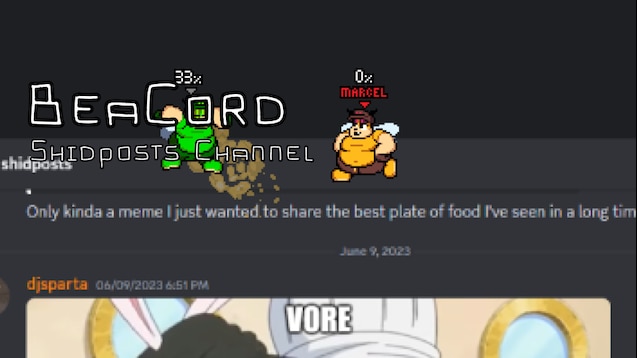 33%
0%
MARCEL
BEACORD
SHIDPOSTS CHANNEL
shidposts
Only kinda a meme I just wanted to share the best plate of food I've seen in a long tim
June 9, 2023
djsparta 06/09/2023 6:51 PM
VORE